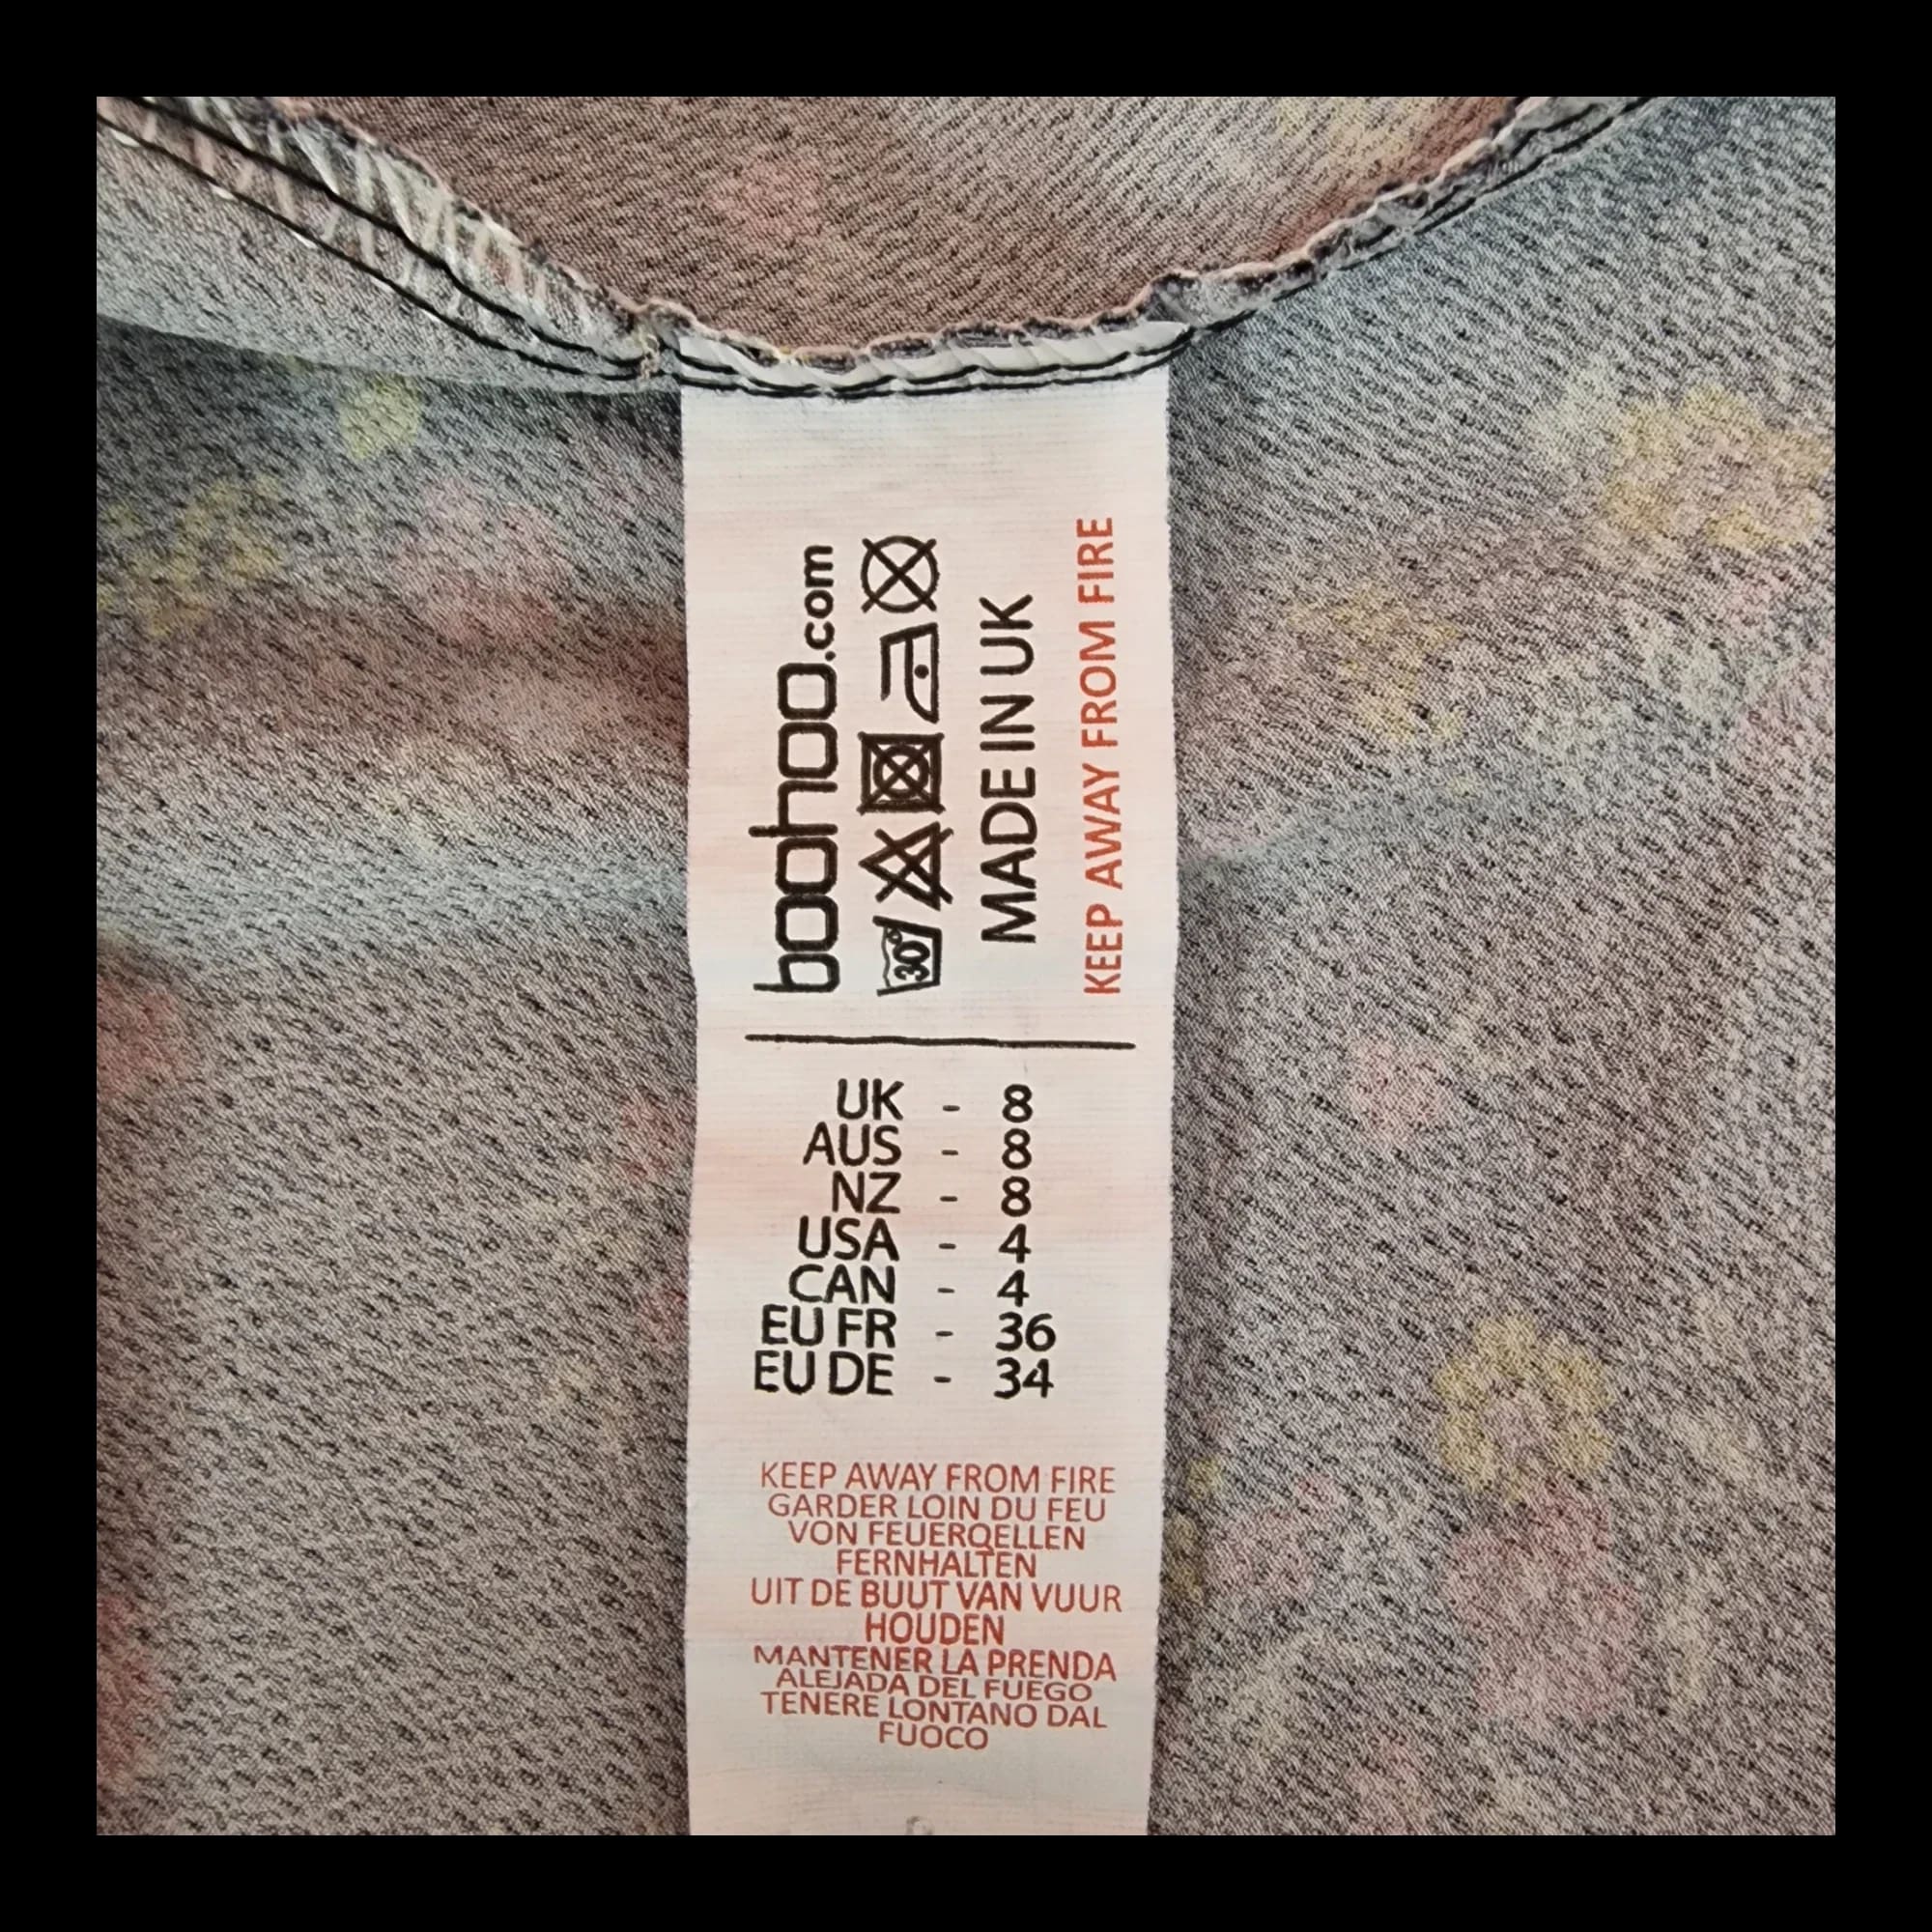 boohoo.com
30°
MADE IN UK
KEEP AWAY FROM FIRE
UK - 8
AUS - 8
NZ - 8
USA - 4
CAN - 4
EU FR - 36
EU DE - 34
KEEP AWAY FROM FIRE
GARDER LOIN DU FEU
VON FEUERQELLEN
FERNHALTEN
UIT DE BUUT VAN VUUR
HOUDEN
MANTENER LA PRENDA
ALEJADA DEL FUEGO
TENERE LONTANO DAL
FUOCO